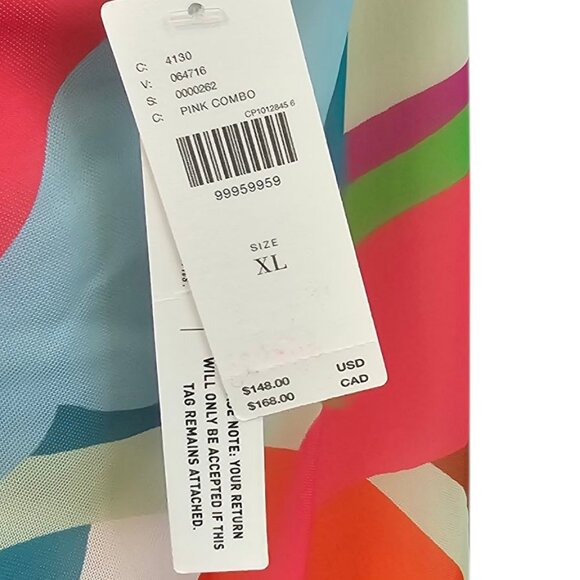 C: 4130
V: 064716
S: 0000262
C: PINK COMBO
CP1012845 6
99959959
SIZE
XL
$148.00 USD
$168.00 CAD
NOTE: YOUR RETURN
WILL ONLY BE ACCEPTED IF THIS
TAG REMAINS ATTACHED.